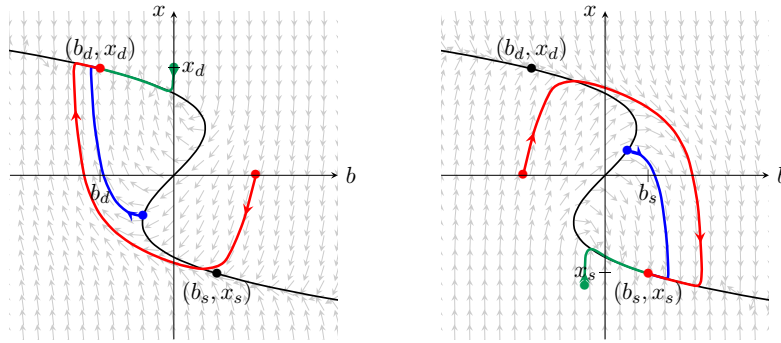 x
(b_d, x_d)
x_d
b
b_d
(b_s, x_s)
x
(b_d, x_d)
b
b_s
x_s
(b_s, x_s)